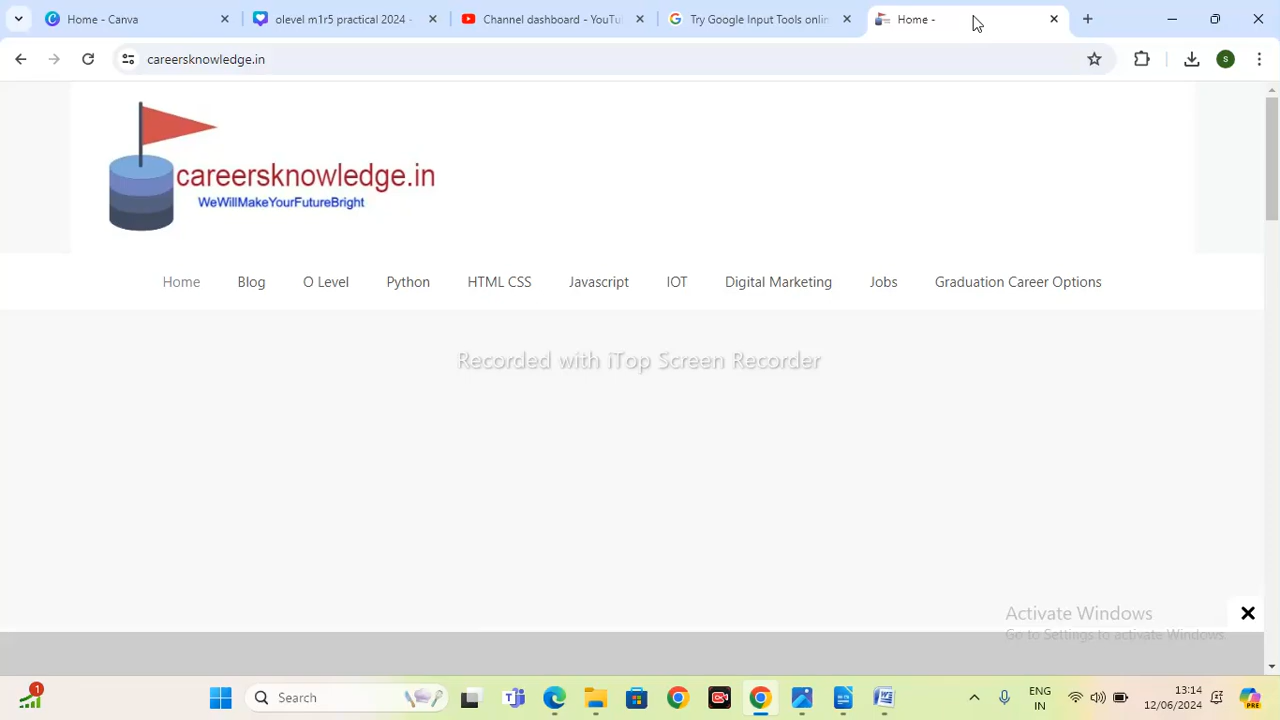 Home - Canva
olevel m1r5 practical 2024 -
Channel dashboard - YouTu
Try Google Input Tools onlin
Home -
careersknowledge.in
S
careersknowledge.in
WeWillMakeYourFutureBright
Home Blog O Level Python HTML CSS Javascript IOT Digital Marketing Jobs Graduation Career Options
Recorded with iTop Screen Recorder
Activate Windows
Go to Settings to activate Windows.
1
Search
ENG
IN
13:14
12/06/2024
PRE